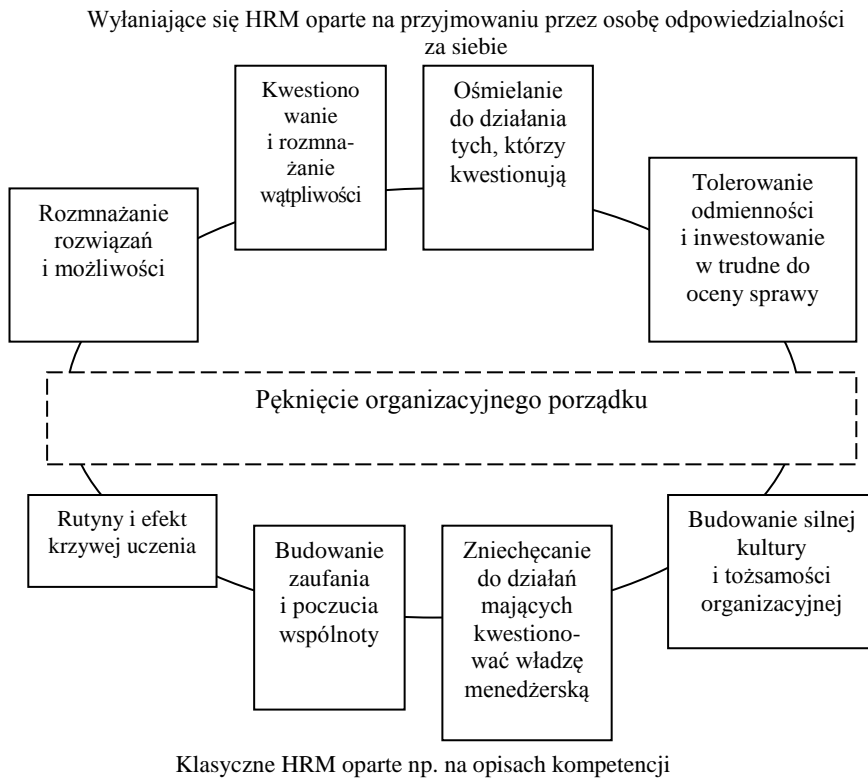 Wyłaniające się HRM oparte na przyjmowaniu przez osobę odpowiedzialności
za siebie
Kwestiono
wanie
i rozmna-
żanie
wątpliwości
Ośmielanie
do działania
tych, którzy
kwestionują
Rozmnażanie
rozwiązań
i możliwości
Tolerowanie
odmienności
i inwestowanie
w trudne do
oceny sprawy
Pęknięcie organizacyjnego porządku
Rutyny i efekt
krzywej uczenia
Budowanie
zaufania
i poczucia
wspólnoty
Zniechęcanie
do działań
mających
kwestiono-
wać władzę
menedżerską
Budowanie silnej
kultury
i tożsamości
organizacyjnej
Klasyczne HRM oparte np. na opisach kompetencji